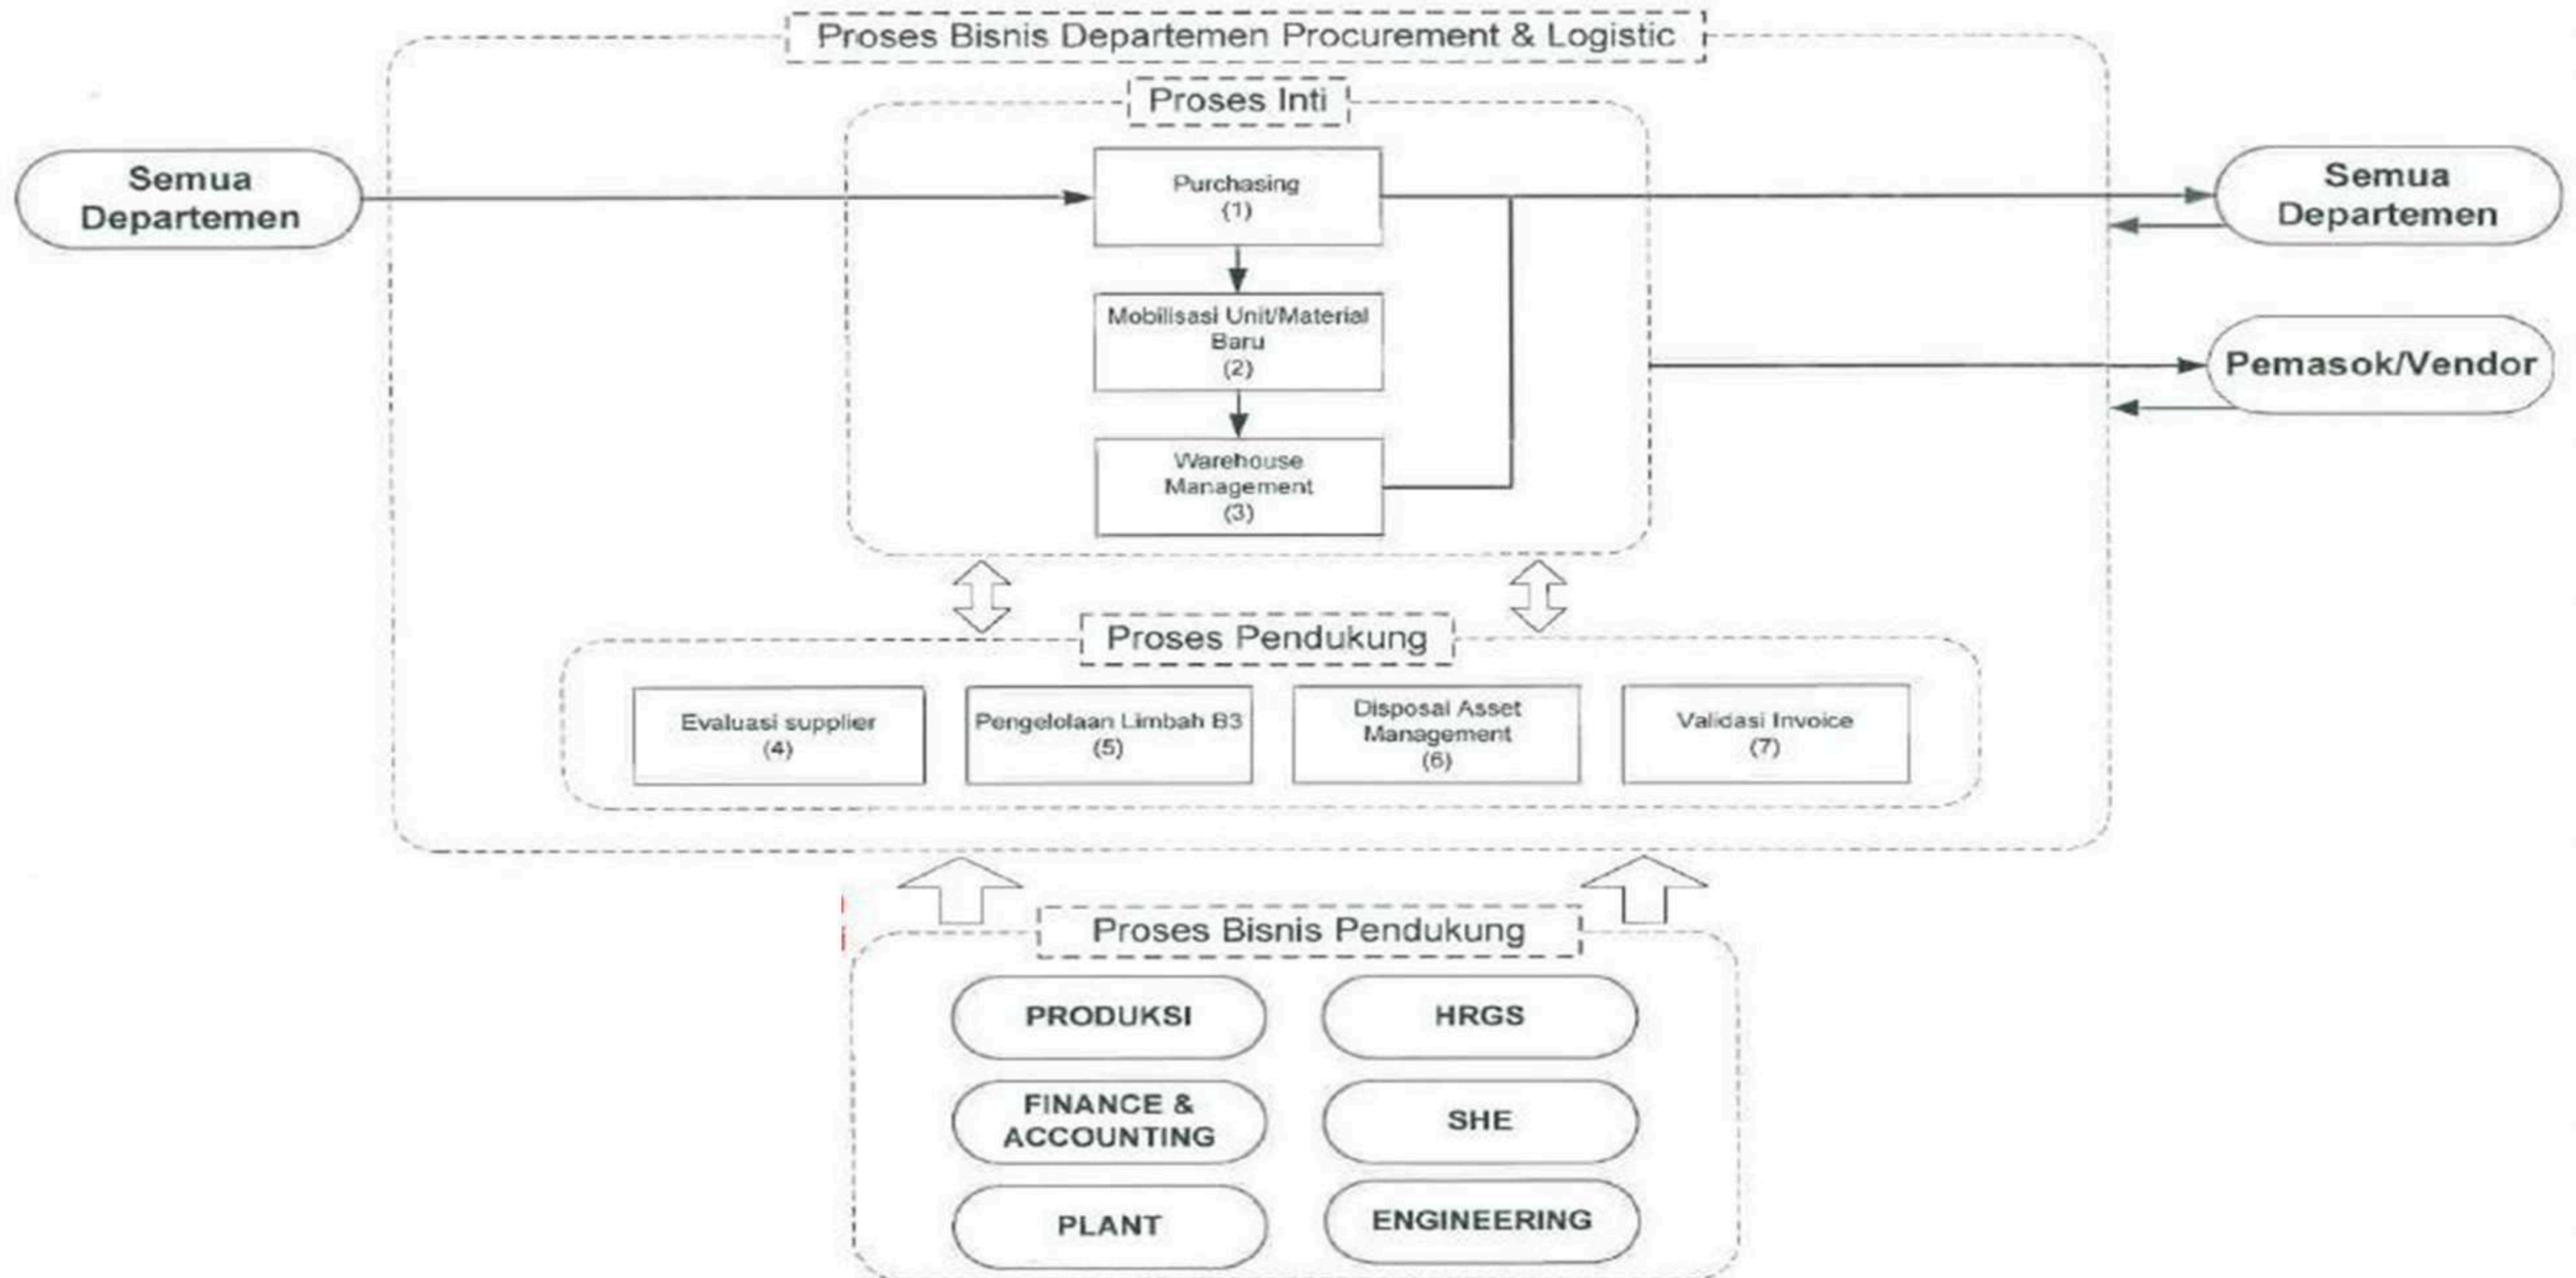 Proses Bisnis Departemen Procurement & Logistic
Proses Inti
Semua
Departemen
Purchasing
(1)
Semua
Departemen
Mobilisasi Unit/Material
Baru
(2)
Pemasok/Vendor
Warehouse
Management
(3)
Proses Pendukung
Evaluasi supplier
(4)
Pengelolaan Limbah B3
(5)
Disposal Asset
Management
(6)
Validasi Invoice
(7)
Proses Bisnis Pendukung
PRODUKSI
HRGS
FINANCE &
ACCOUNTING
SHE
PLANT
ENGINEERING